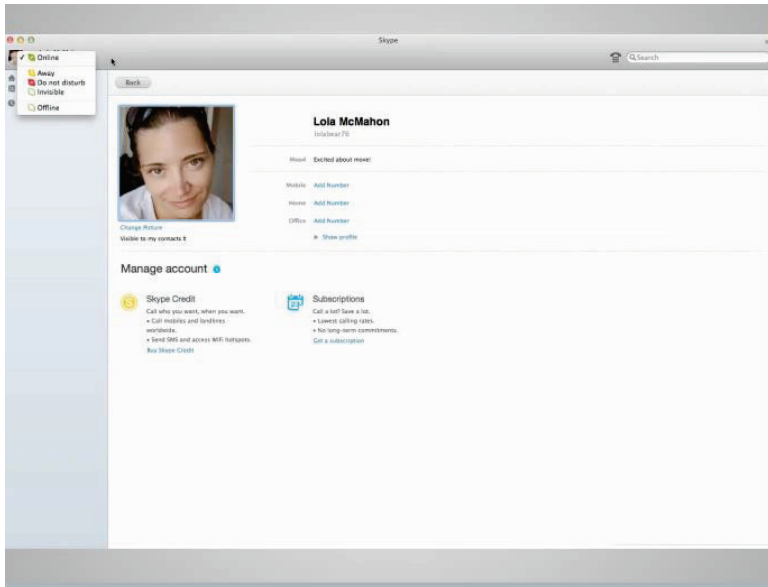 Skype
Search
Online
Away
Do not disturb
Invisible
Offline
Back
Lola McMahon
lolabear76
Mood Excited about move!
Mobile Add Number
Home Add Number
Office Add Number
Show profile
Change Picture
Visible to my contacts
Manage account
Skype Credit
Call who you want, when you want.
• Call mobiles and landlines
worldwide.
• Send SMS and access WiFi hotspots.
Buy Skype Credit
Subscriptions
Call a lot? Save a lot.
• Lowest calling rates.
• No long-term commitments.
Get a subscription